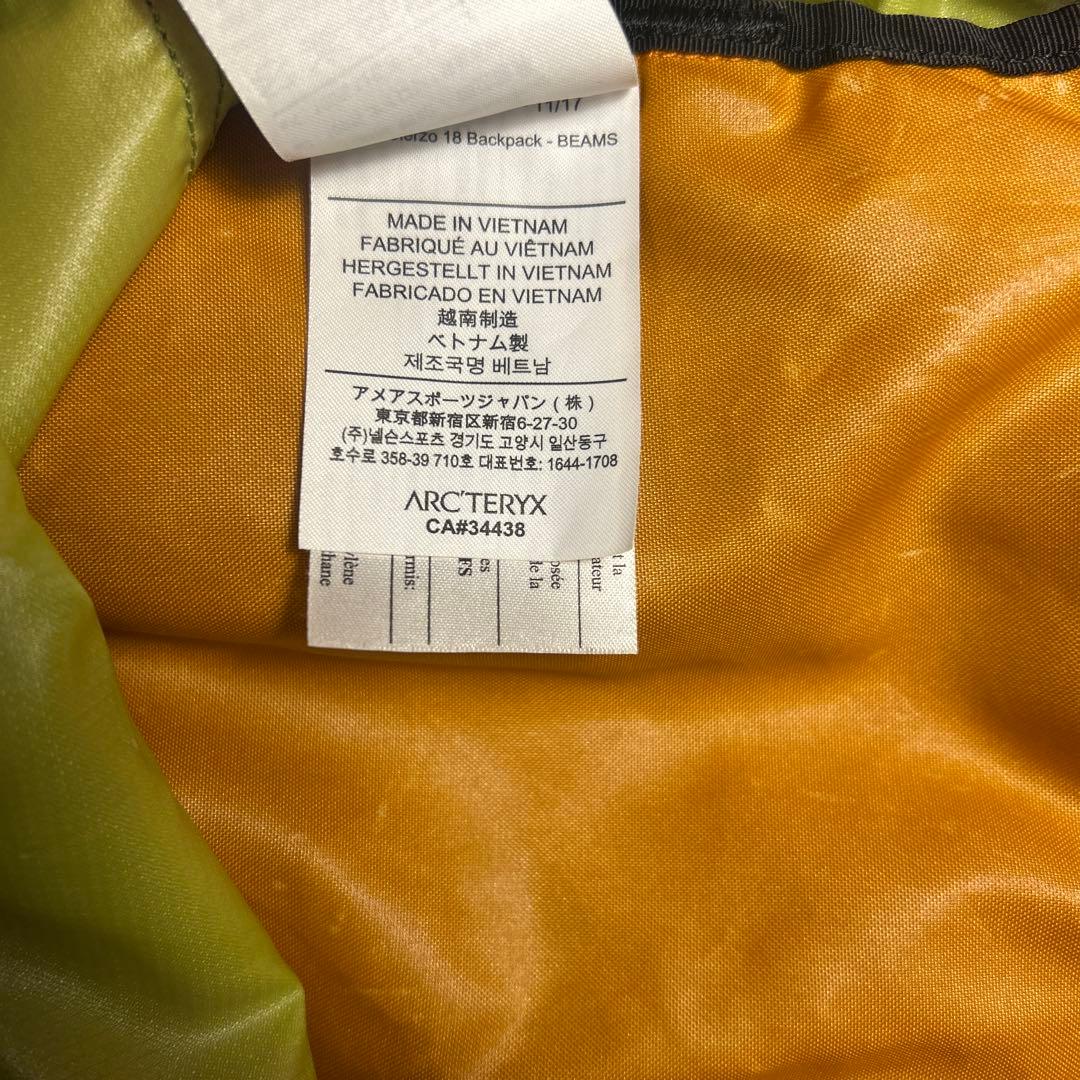 11/17
18 Backpack - BEAMS
MADE IN VIETNAM
FABRIQUÉ AU VIÊTNAM
HERGESTELLT IN VIETNAM
FABRICADO EN VIETNAM
越南制造
ベトナム製
제조국명 베트남
アメアスポーツジャパン(株)
東京都新宿区新宿6-27-30
(주)넬슨스포츠 경기도 고양시 일산동구
호수로 358-39 710호 대표번호: 1644-1708
ARC'TERYX
CA#34438
de la
la